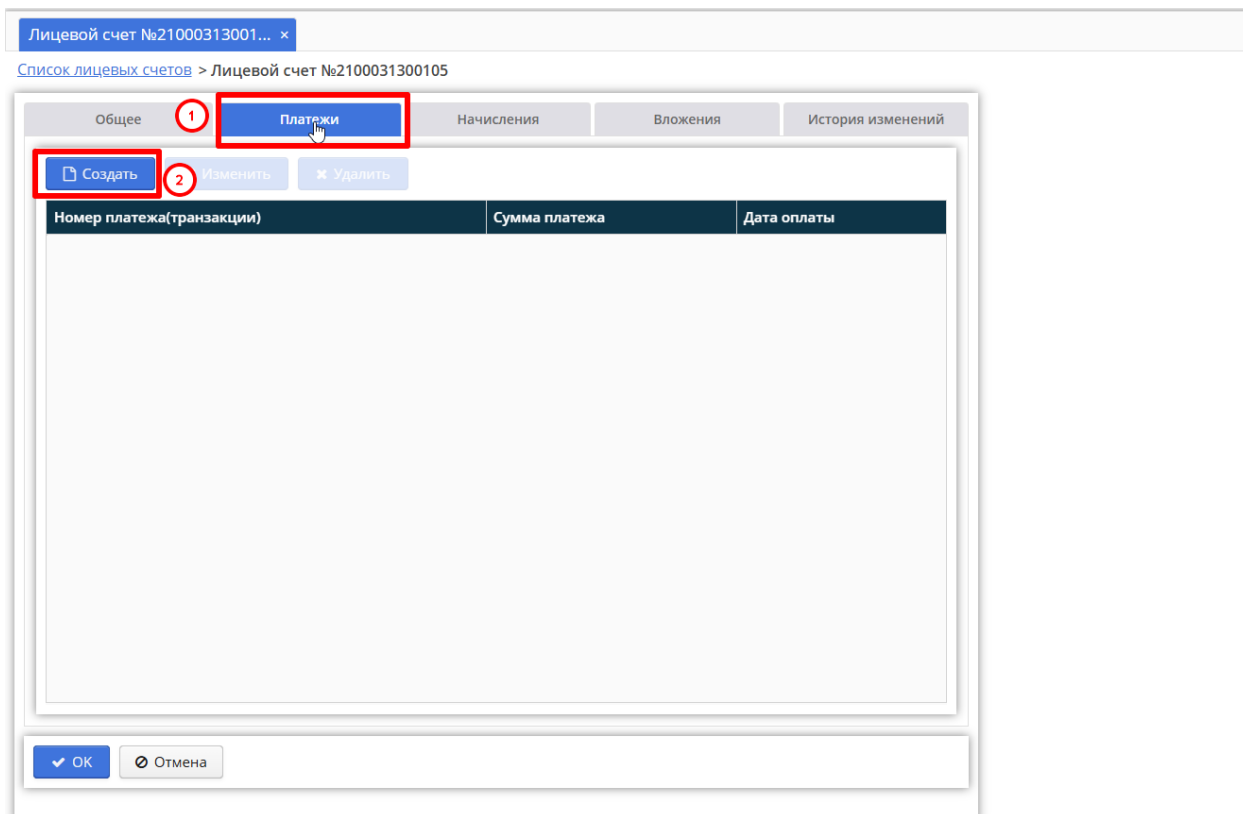 Лицевой счет №21000313001... ×
Список лицевых счетов > Лицевой счет №2100031300105
Общее 1 Платежи Начисления Вложения История изменений
Создать 2 Изменить Удалить
Номер платежа(транзакции) Сумма платежа Дата оплаты
OK Отмена